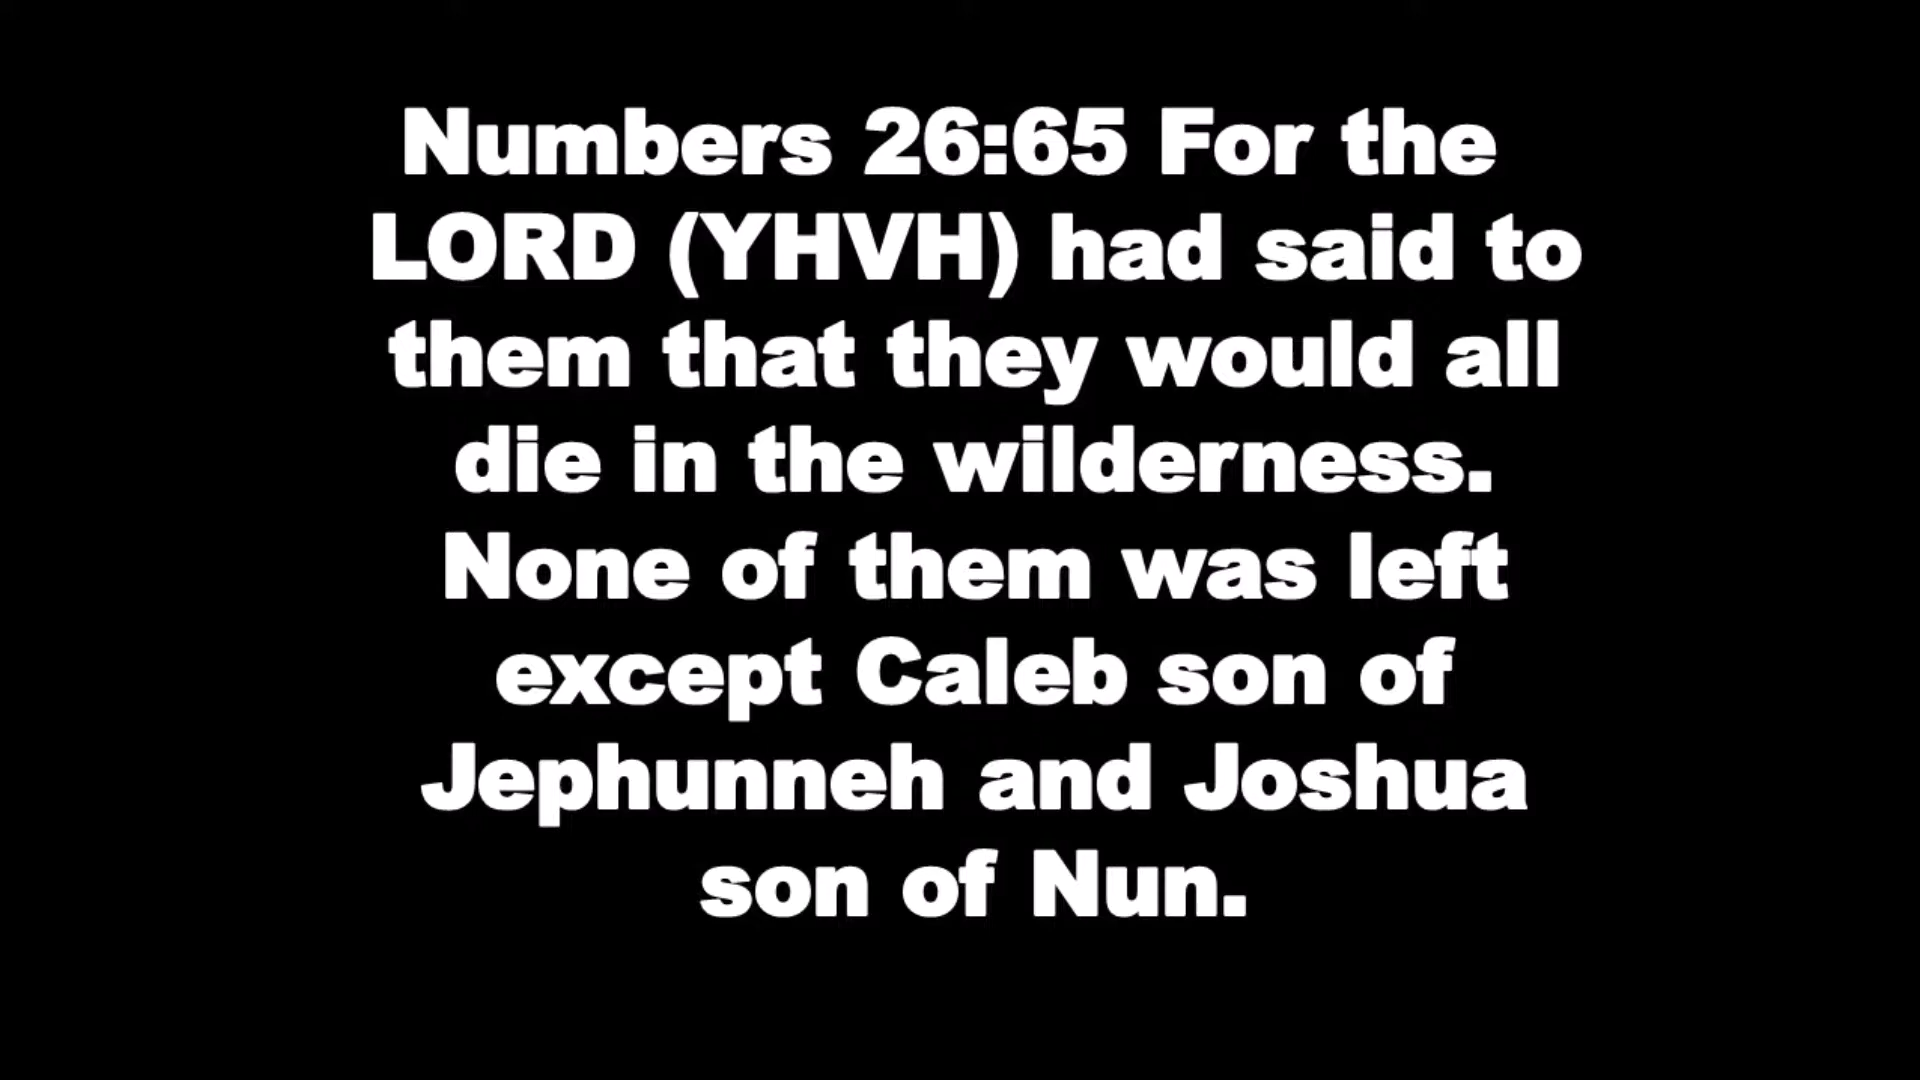 Numbers 26:65 For the
LORD (YHVH) had said to
them that they would all
die in the wilderness.
None of them was left
except Caleb son of
Jephunneh and Joshua
son of Nun.